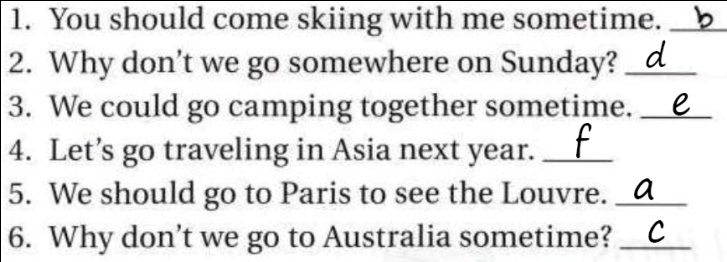 1. You should come skiing with me sometime. b
2. Why don't we go somewhere on Sunday? d
3. We could go camping together sometime. e
4. Let's go traveling in Asia next year. f
5. We should go to Paris to see the Louvre. a
6. Why don't we go to Australia sometime? c